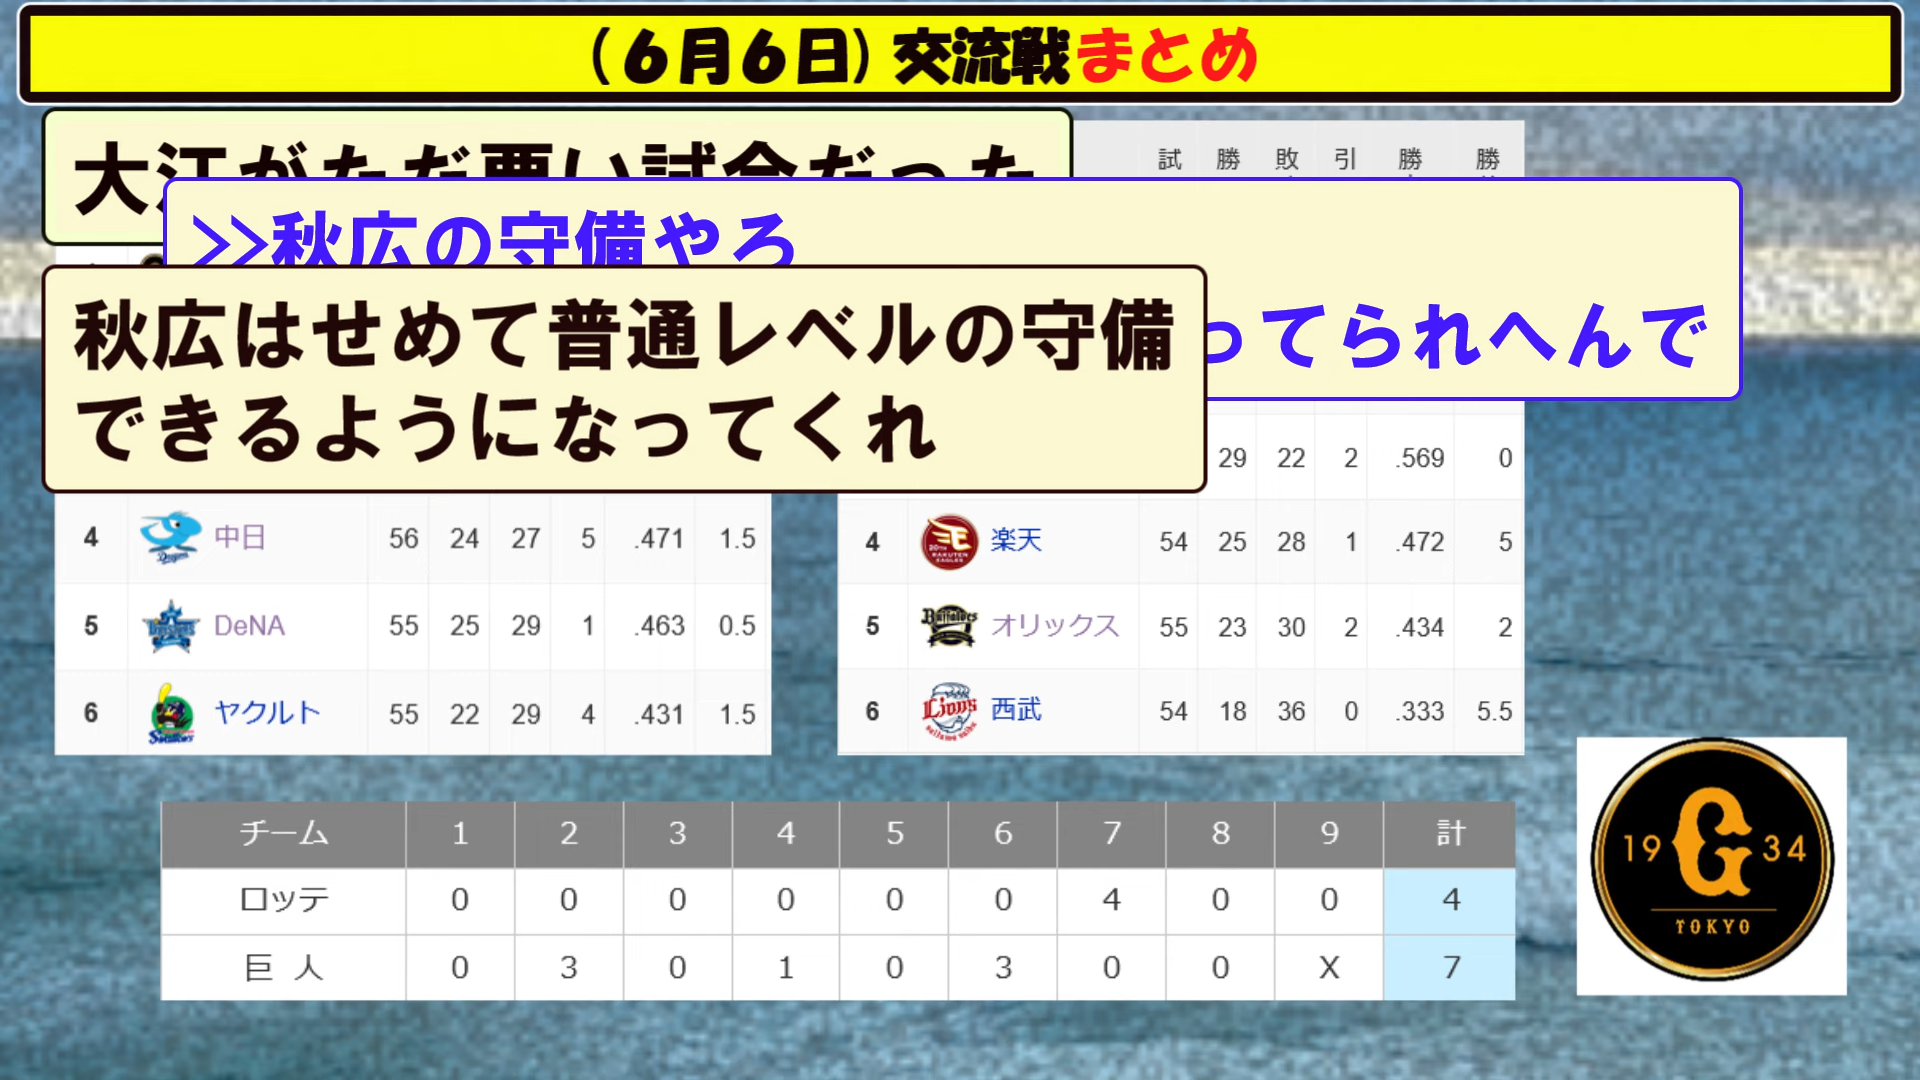 (6月6日)交流戦まとめ
大江がただ悪い試合だった
試 勝 敗 引 勝 勝
>>秋広の守備やろ
ってられへんで
秋広はせめて普通レベルの守備
できるようになってくれ
29 22 2 .569 0
4 中日 56 24 27 5 .471 1.5
5 DeNA 55 25 29 1 .463 0.5
6 ヤクルト 55 22 29 4 .431 1.5
4 楽天 54 25 28 1 .472 5
5 オリックス 55 23 30 2 .434 2
6 西武 54 18 36 0 .333 5.5
チーム 1 2 3 4 5 6 7 8 9 計
ロッテ 0 0 0 0 0 0 4 0 0 4
巨人 0 3 0 1 0 3 0 0 X 7
19 G 34
TOKYO